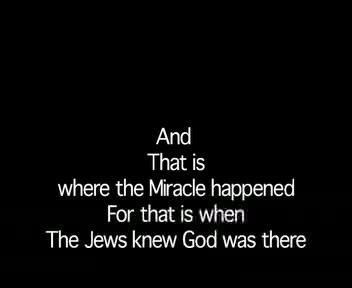 And
That is
where the Miracle happened
For that is when
The Jews knew God was there